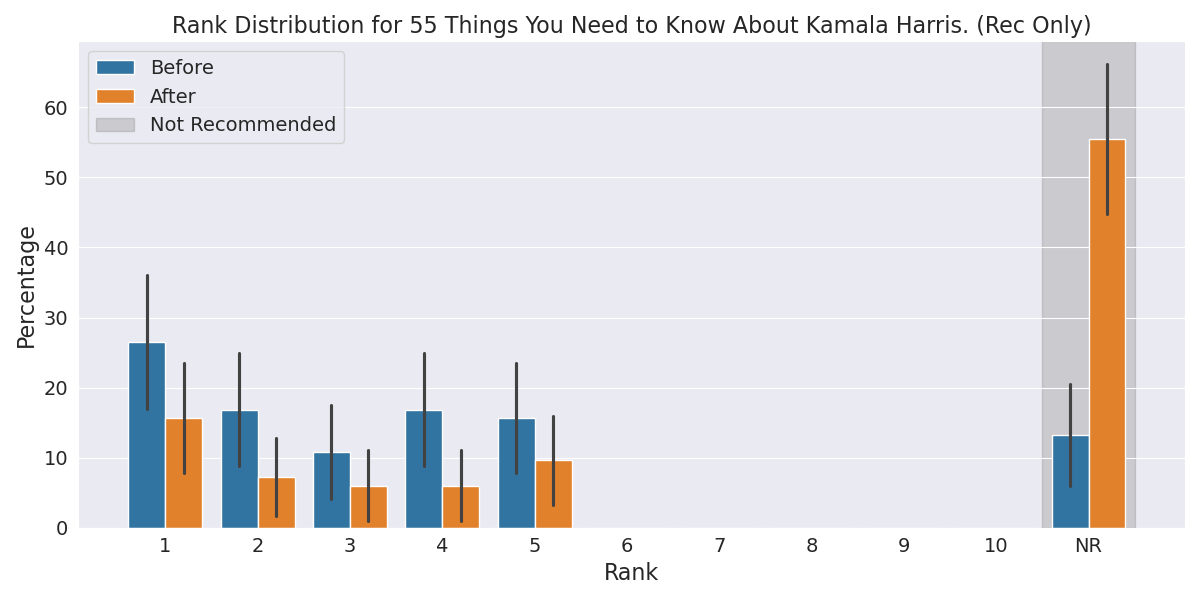 Rank Distribution for 55 Things You Need to Know About Kamala Harris. (Rec Only)
Before
After
Not Recommended
Percentage
60
50
40
30
20
10
0
1 2 3 4 5 6 7 8 9 10 NR
Rank